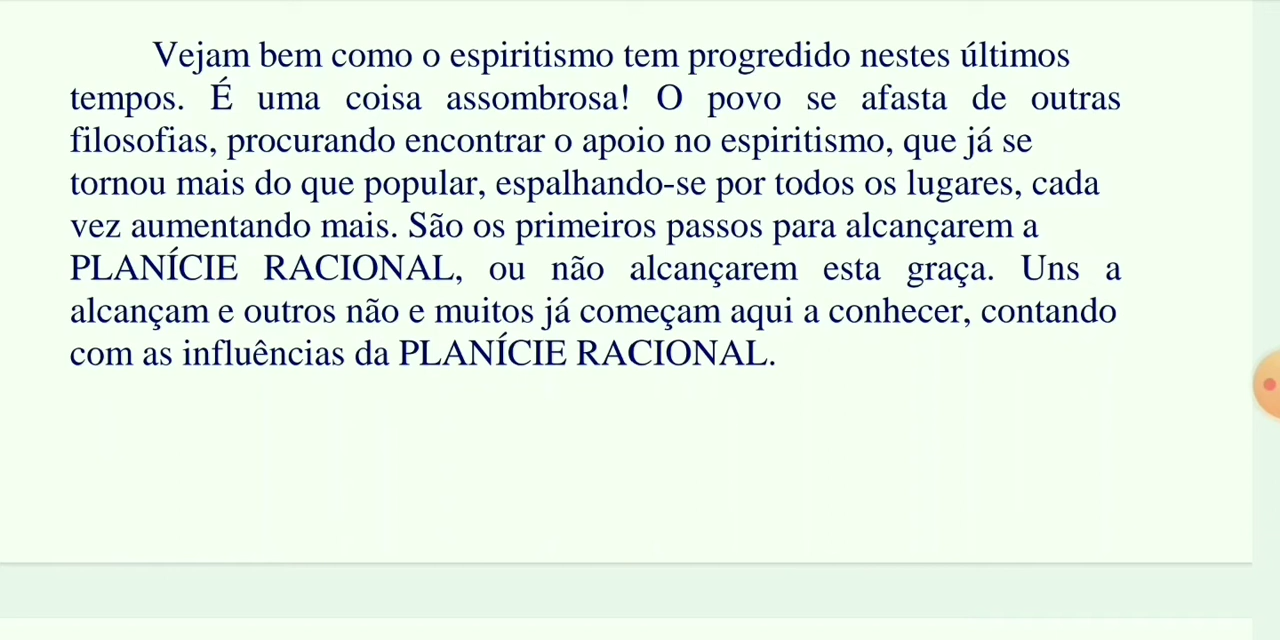 Vejam bem como o espiritismo tem progredido nestes últimos
tempos. É uma coisa assombrosa! O povo se afasta de outras
filosofias, procurando encontrar o apoio no espiritismo, que já se
tornou mais do que popular, espalhando-se por todos os lugares, cada
vez aumentando mais. São os primeiros passos para alcançarem a
PLANÍCIE RACIONAL, ou não alcançarem esta graça. Uns a
alcançam e outros não e muitos já começam aqui a conhecer, contando
com as influências da PLANÍCIE RACIONAL.